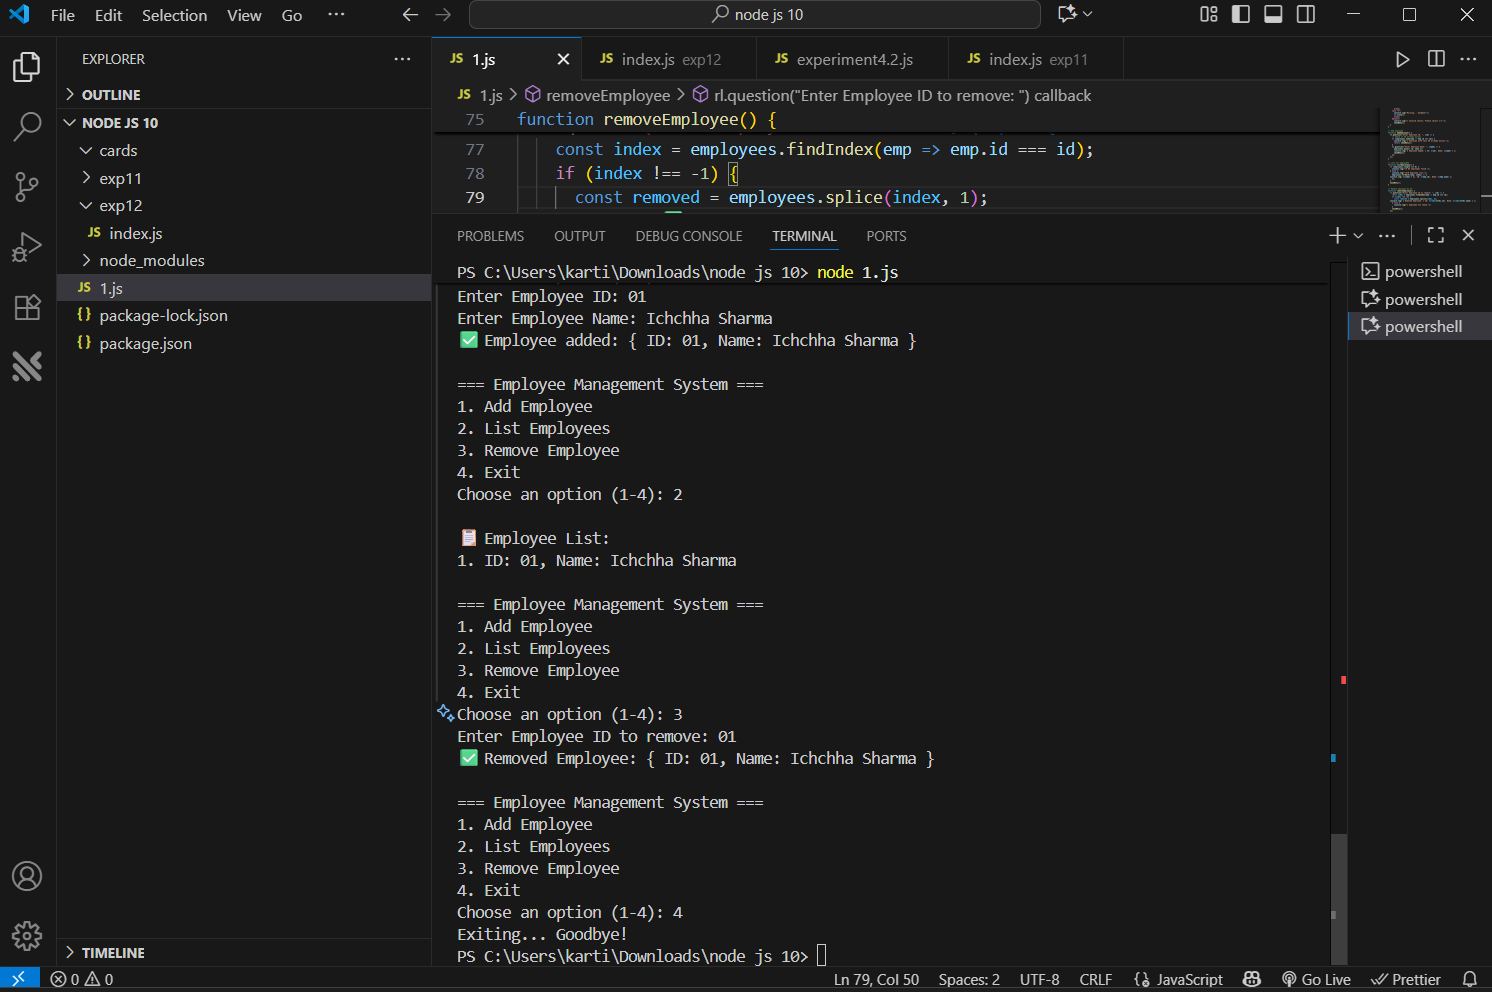 File Edit Selection View Go ··· node js 10
EXPLORER ···
OUTLINE
NODE JS 10
cards
exp11
exp12
JS index.js
node_modules
JS 1.js
{} package-lock.json
{} package.json
TIMELINE
JS 1.js JS index.js exp12 JS experiment4.2.js JS index.js exp11 ···
JS 1.js > removeEmployee > rl.question("Enter Employee ID to remove: ") callback
75 function removeEmployee() {
77 const index = employees.findIndex(emp => emp.id === id);
78 if (index !== -1) {
79 const removed = employees.splice(index, 1);
PROBLEMS OUTPUT DEBUG CONSOLE TERMINAL PORTS ···
PS C:\Users\karti\Downloads\node js 10> node 1.js
Enter Employee ID: 01
Enter Employee Name: Ichchha Sharma
✅ Employee added: { ID: 01, Name: Ichchha Sharma }
=== Employee Management System ===
1. Add Employee
2. List Employees
3. Remove Employee
4. Exit
Choose an option (1-4): 2
📋 Employee List:
1. ID: 01, Name: Ichchha Sharma
=== Employee Management System ===
1. Add Employee
2. List Employees
3. Remove Employee
4. Exit
Choose an option (1-4): 3
Enter Employee ID to remove: 01
✅ Removed Employee: { ID: 01, Name: Ichchha Sharma }
=== Employee Management System ===
1. Add Employee
2. List Employees
3. Remove Employee
4. Exit
Choose an option (1-4): 4
Exiting... Goodbye!
PS C:\Users\karti\Downloads\node js 10>
powershell
powershell
powershell
0 0 Ln 79, Col 50 Spaces: 2 UTF-8 CRLF {} JavaScript Go Live Prettier